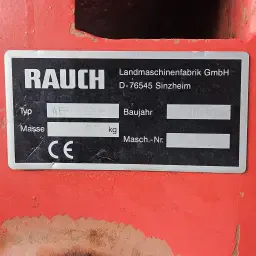 RAUCH
Landmaschinenfabrik GmbH
D-76545 Sinzheim
Typ
Baujahr
Masse kg
Masch.-Nr.
CE